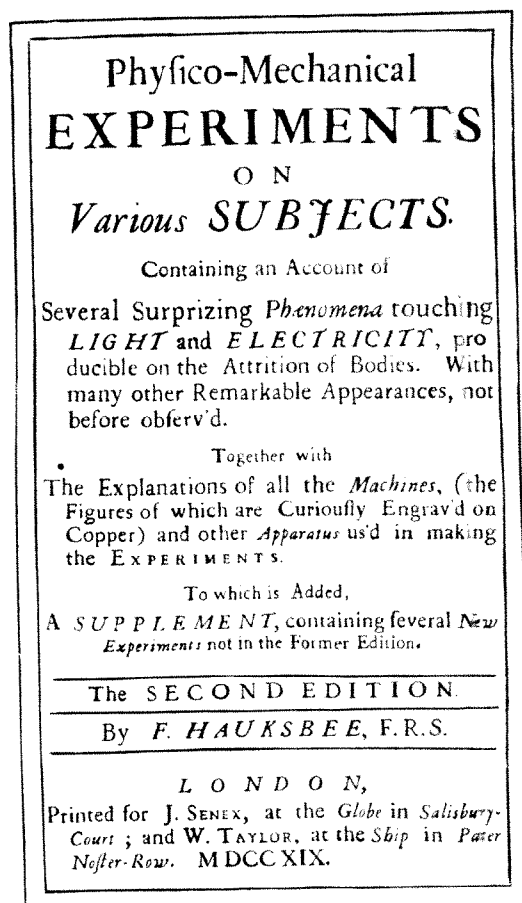 Phyſico-Mechanical
EXPERIMENTS
ON
Various SUBJECTS.
Containing an Account of
Several Surprizing Phænomena touching
LIGHT and ELECTRICITY, pro
ducible on the Attrition of Bodies. With
many other Remarkable Appearances, not
before obſerv'd.
Together with
The Explanations of all the Machines, (the
Figures of which are Curiouſly Engrav'd on
Copper) and other Apparatus us'd in making
the EXPERIMENTS.
To which is Added,
A SUPPLEMENT, containing ſeveral New
Experiments not in the Former Edition.
The SECOND EDITION.
By F. HAUKSBEE, F.R.S.
LONDON,
Printed for J. SENEX, at the Globe in Salisbury-
Court ; and W. TAYLOR, at the Ship in Pater
Noſter-Row. MDCCXIX.